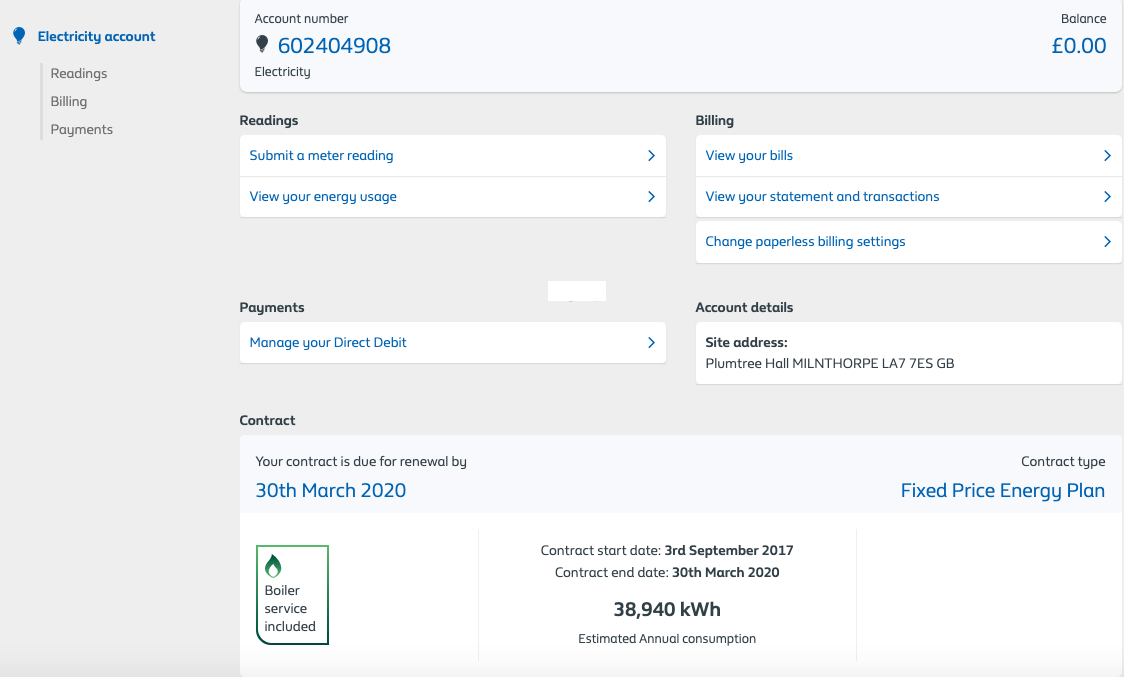 Electricity account
Readings
Billing
Payments
Account number
Balance
602404908
£0.00
Electricity
Readings
Submit a meter reading
View your energy usage
Billing
View your bills
View your statement and transactions
Change paperless billing settings
Payments
Manage your Direct Debit
Account details
Site address:
Plumtree Hall MILNTHORPE LA7 7ES GB
Contract
Your contract is due for renewal by
Contract type
30th March 2020
Fixed Price Energy Plan
Boiler
service
included
Contract start date: 3rd September 2017
Contract end date: 30th March 2020
38,940 kWh
Estimated Annual consumption